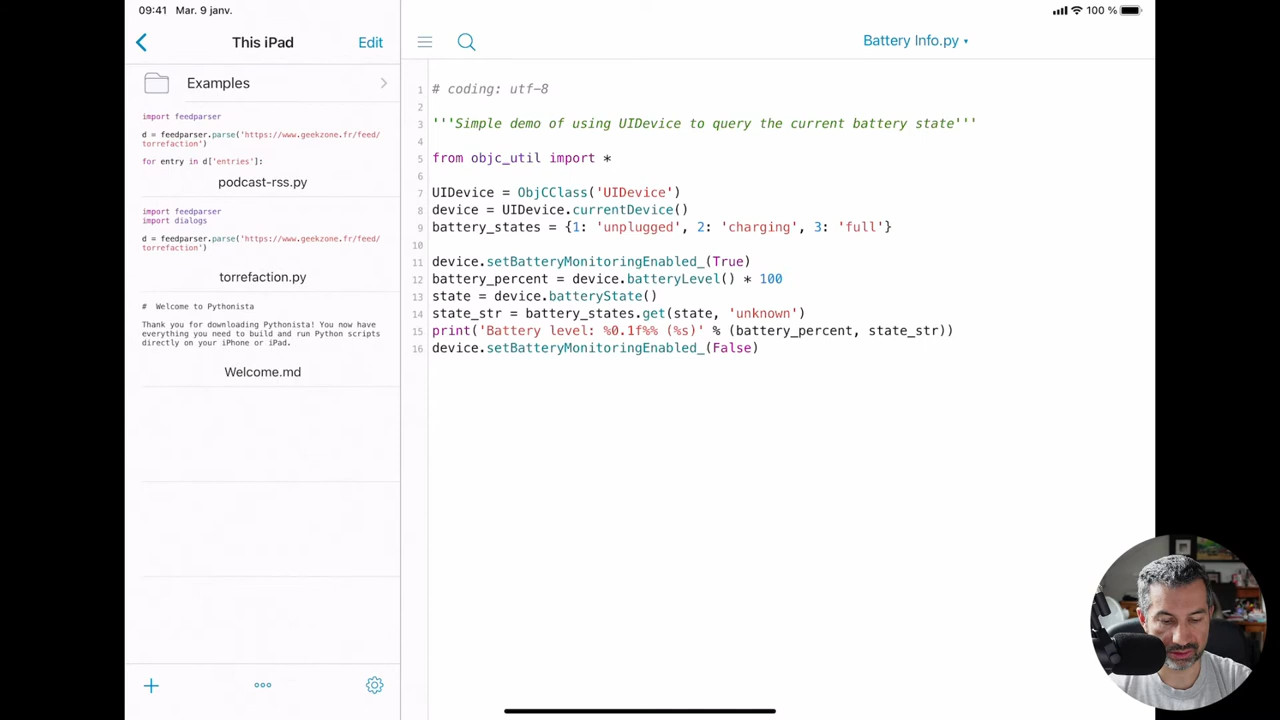 09:41 Mar. 9 janv.
100 %
This iPad
Edit
Examples
import feedparser
d = feedparser.parse('https://www.geekzone.fr/feed/
torrefaction')
for entry in d['entries']:
podcast-rss.py
import feedparser
import dialogs
d = feedparser.parse('https://www.geekzone.fr/feed/
torrefaction')
torrefaction.py
# Welcome to Pythonista
Thank you for downloading Pythonista! You now have
everything you need to build and run Python scripts
directly on your iPhone or iPad.
Welcome.md
Battery Info.py
1 # coding: utf-8
2
3 '''Simple demo of using UIDevice to query the current battery state'''
4
5 from objc_util import *
6
7 UIDevice = ObjCClass('UIDevice')
8 device = UIDevice.currentDevice()
9 battery_states = {1: 'unplugged', 2: 'charging', 3: 'full'}
10
11 device.setBatteryMonitoringEnabled_(True)
12 battery_percent = device.batteryLevel() * 100
13 state = device.batteryState()
14 state_str = battery_states.get(state, 'unknown')
15 print('Battery level: %0.1f%% (%s)' % (battery_percent, state_str))
16 device.setBatteryMonitoringEnabled_(False)